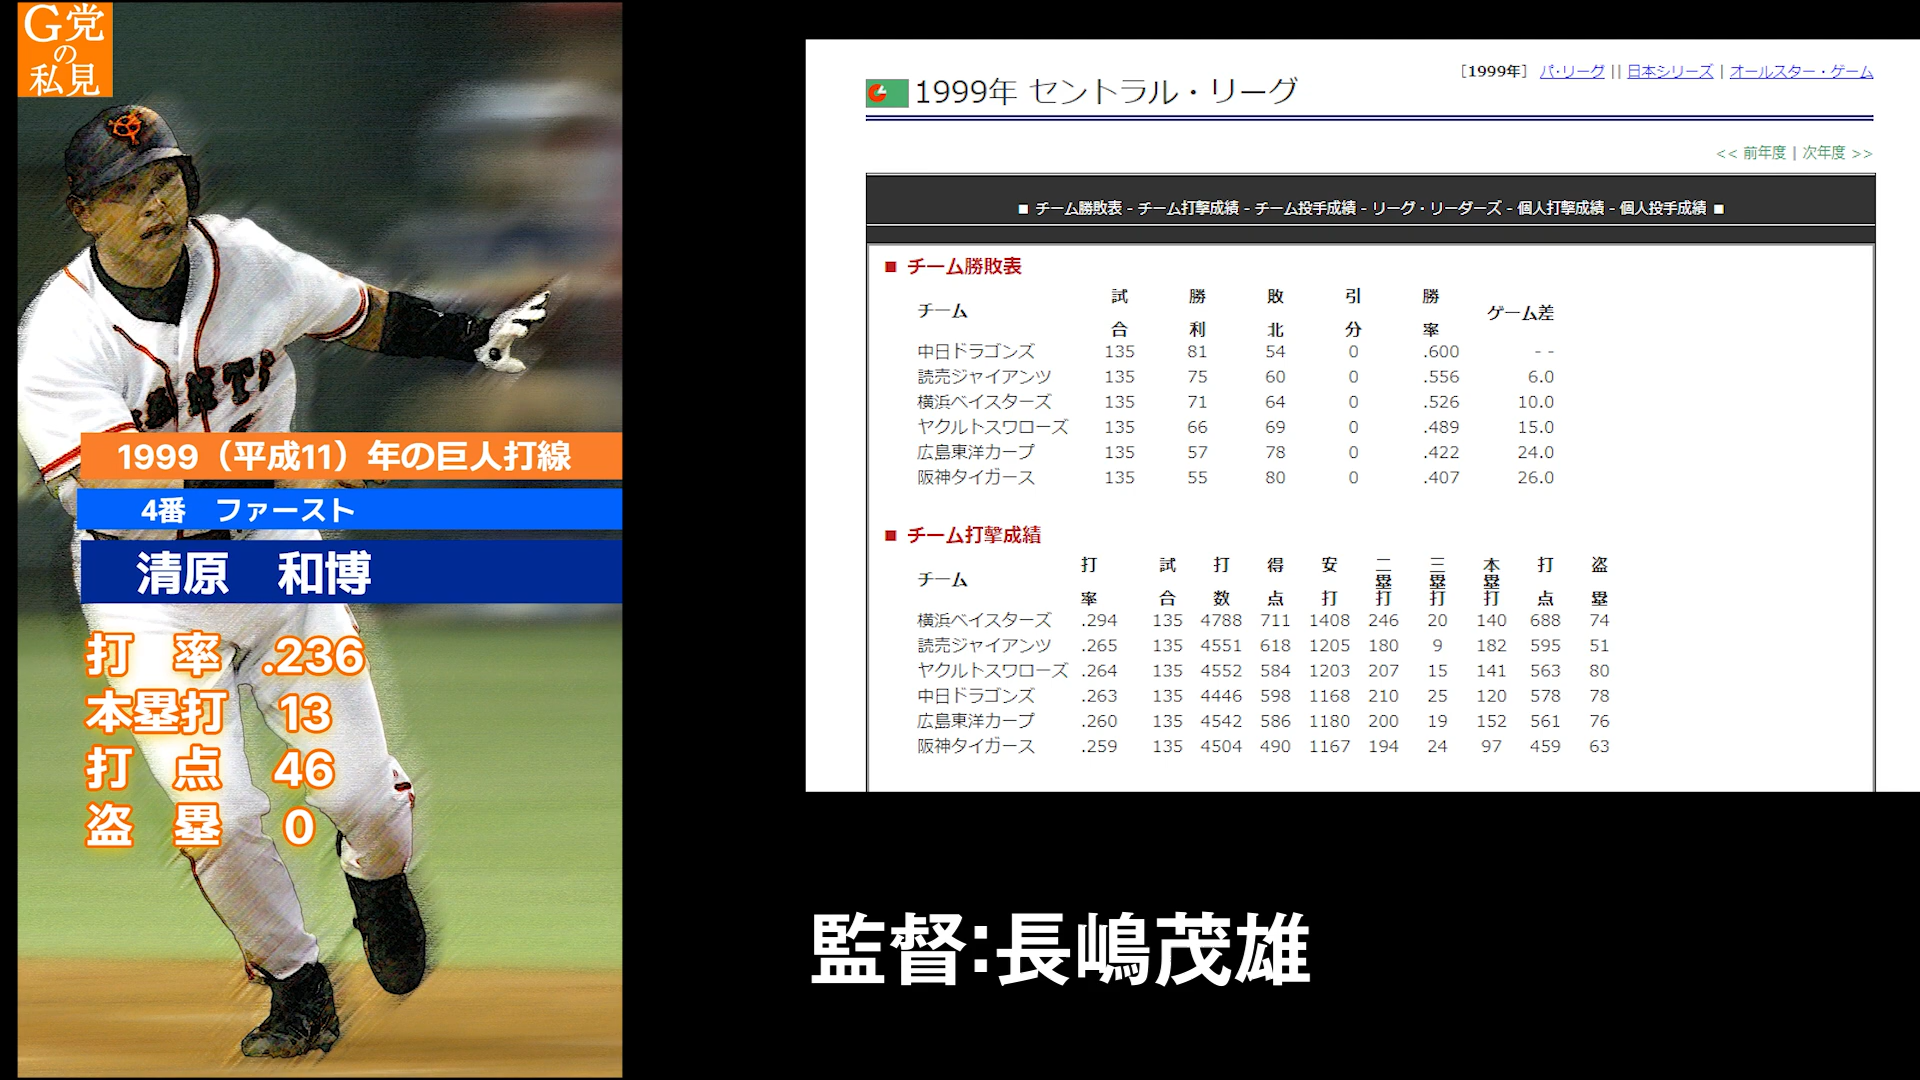 G党
の
私見
1999（平成11）年の巨人打線
4番　ファースト
清原　和博
打　率　.236
本塁打　13
打　点　46
盗　塁　0
［1999年］ パ・リーグ || 日本シリーズ | オールスター・ゲーム
1999年 セントラル・リーグ
<< 前年度 | 次年度 >>
■ チーム勝敗表 - チーム打撃成績 - チーム投手成績 - リーグ・リーダーズ - 個人打撃成績 - 個人投手成績 ■
■ チーム勝敗表
チーム 試合 勝利 敗北 引分 勝率 ゲーム差
中日ドラゴンズ 135 81 54 0 .600 - -
読売ジャイアンツ 135 75 60 0 .556 6.0
横浜ベイスターズ 135 71 64 0 .526 10.0
ヤクルトスワローズ 135 66 69 0 .489 15.0
広島東洋カープ 135 57 78 0 .422 24.0
阪神タイガース 135 55 80 0 .407 26.0
■ チーム打撃成績
チーム 打率 試合 打数 得点 安打 二塁打 三塁打 本塁打 打点 盗塁
横浜ベイスターズ .294 135 4788 711 1408 246 20 140 688 74
読売ジャイアンツ .265 135 4551 618 1205 180 9 182 595 51
ヤクルトスワローズ .264 135 4552 584 1203 207 15 141 563 80
中日ドラゴンズ .263 135 4446 598 1168 210 25 120 578 78
広島東洋カープ .260 135 4542 586 1180 200 19 152 561 76
阪神タイガース .259 135 4504 490 1167 194 24 97 459 63
監督:長嶋茂雄